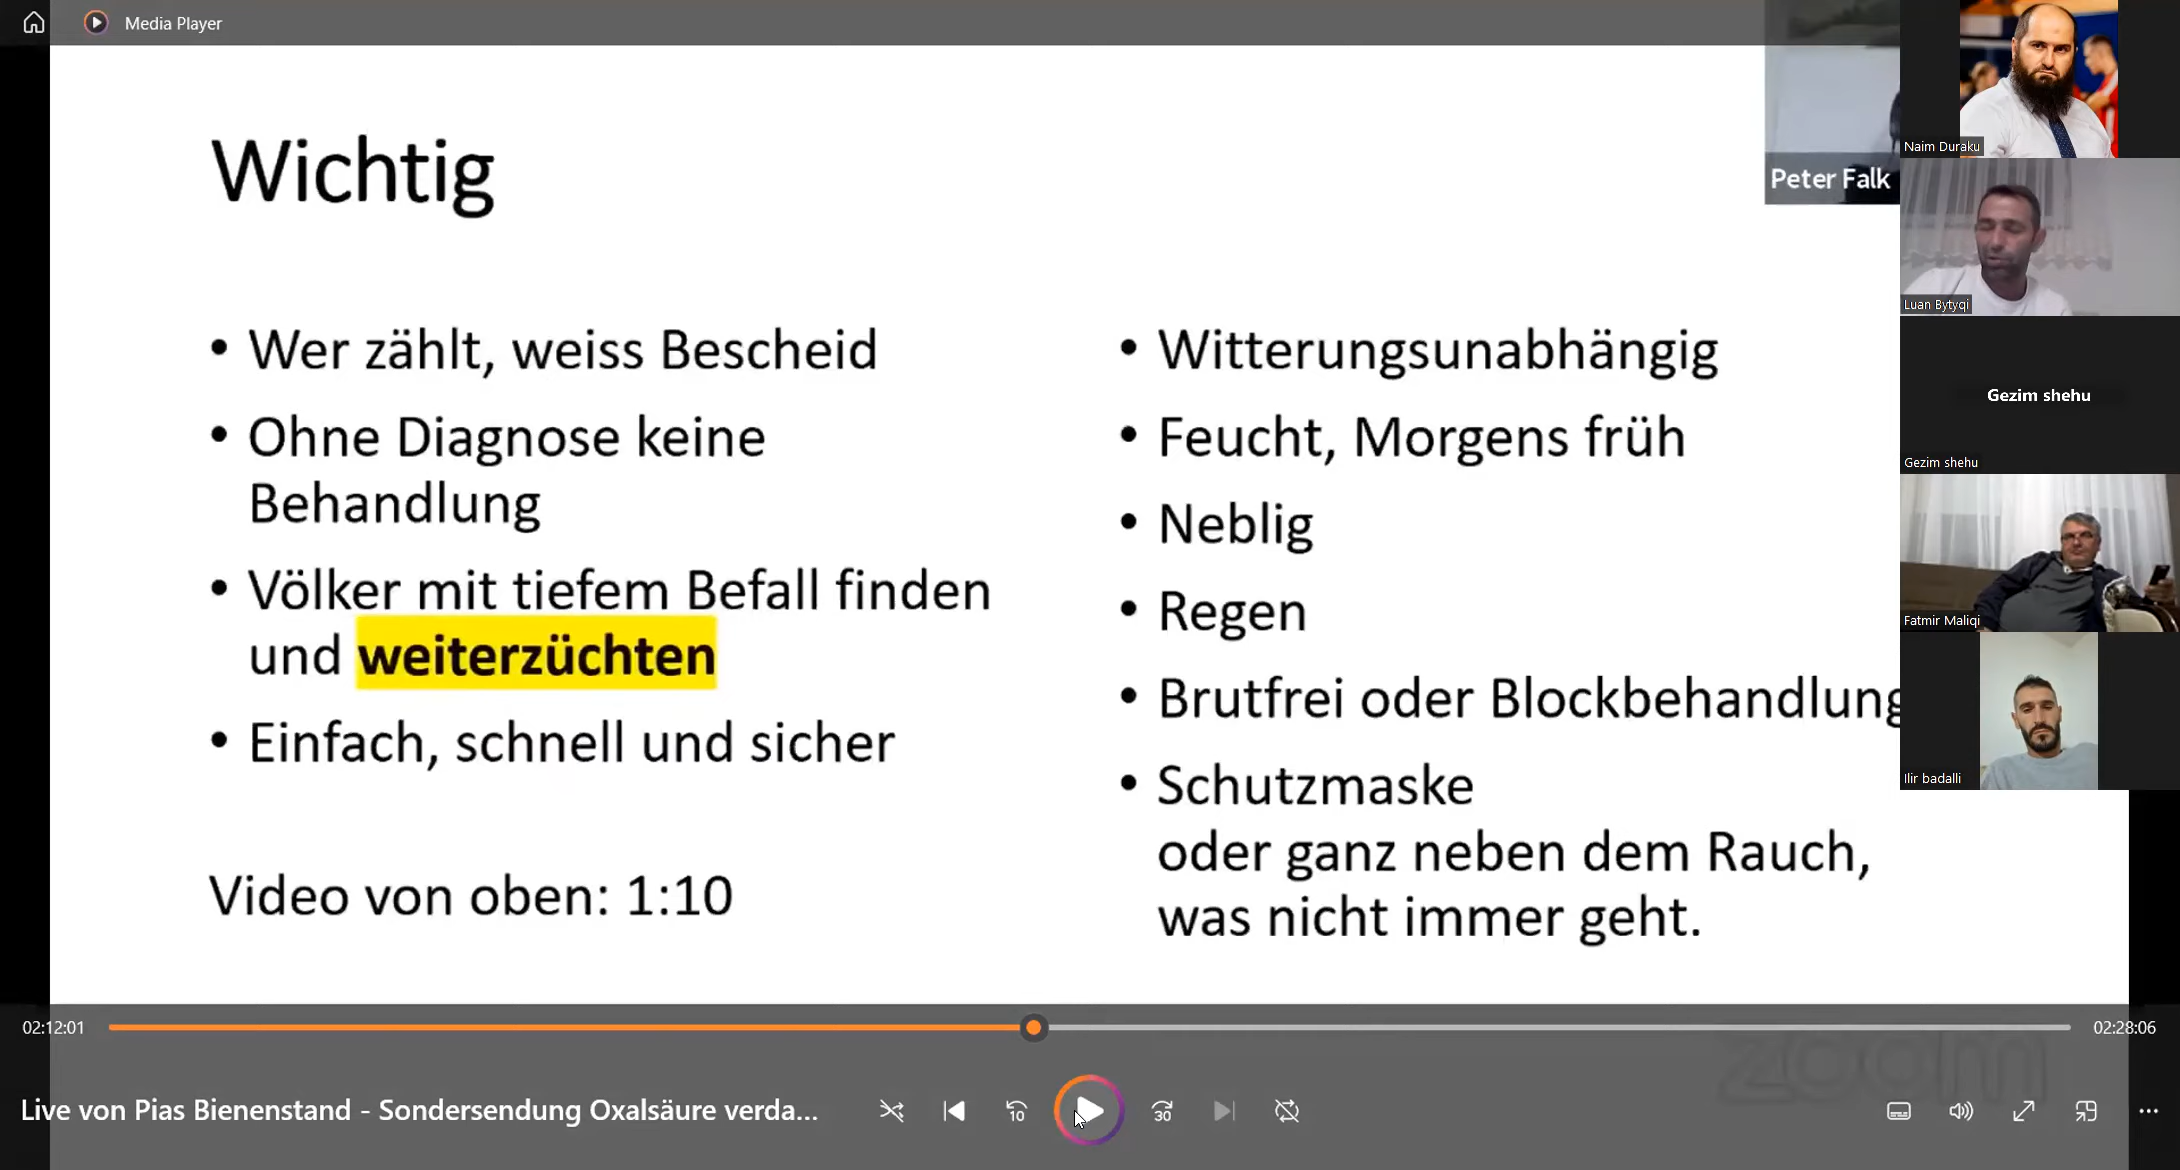 Media Player
Wichtig
• Wer zählt, weiss Bescheid
• Ohne Diagnose keine
Behandlung
• Völker mit tiefem Befall finden
und weiterzüchten
• Einfach, schnell und sicher
Video von oben: 1:10
• Witterungsunabhängig
• Feucht, Morgens früh
• Neblig
• Regen
• Brutfrei oder Blockbehandlung
• Schutzmaske
oder ganz neben dem Rauch,
was nicht immer geht.
Peter Falk
Naim Duraku
Luan Bytyqi
Gezim shehu
Gezim shehu
Fatmir Maliqi
Ilir badalli
zoom
02:12:01
02:28:06
Live von Pias Bienenstand - Sondersendung Oxalsäure verda...
10
30